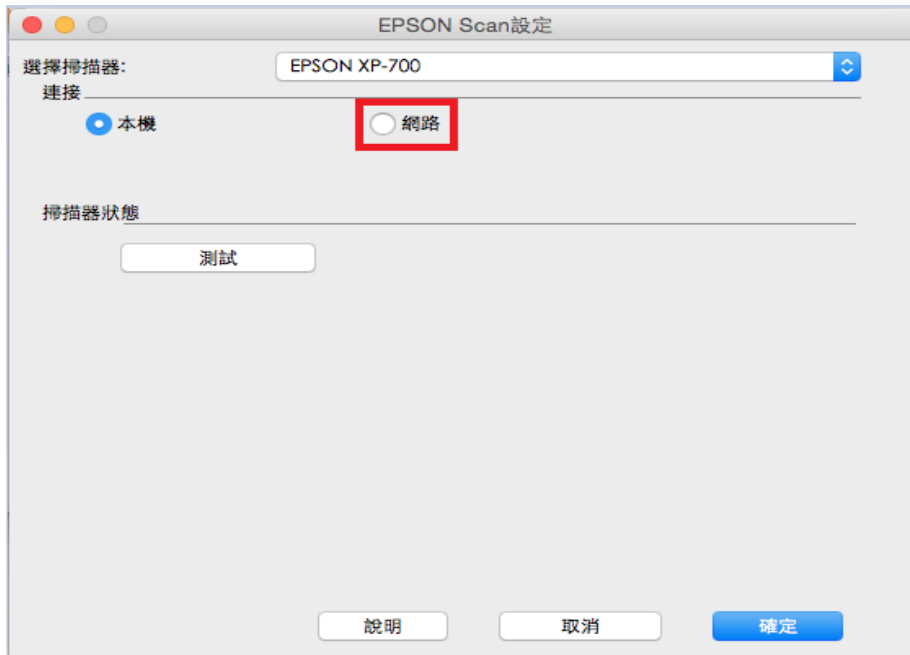 EPSON Scan設定
選擇掃描器: EPSON XP-700
連接
本機 網路
掃描器狀態
測試
說明 取消 確定